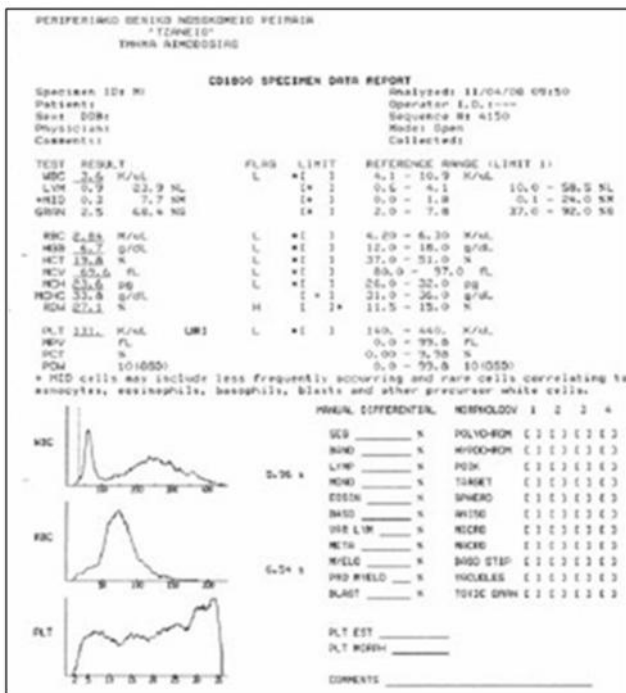 ΠΕΡΙΦΕΡΙΑΚΟ ΓΕΝΙΚΟ ΝΟΣΟΚΟΜΕΙΟ ΠΕΙΡΑΙΑ
"ΤΖΑΝΕΙΟ"
ΤΜΗΜΑ ΑΙΜΟΔΟΣΙΑΣ
CD1800 SPECIMEN DATA REPORT
Specimen ID: Analyzed: 11/04/08 09:50
Patient: Operator I.D.:---
Sex: DOB: Sequence #: 4150
Physician: Mode: Open
Comments: Collected:
TEST RESULT FLAG LIMIT REFERENCE RANGE (LIMIT 1)
WBC 3.6 K/uL L *[ ] 4.1 - 10.9 K/uL
LYM 0.9 23.9 %L [* ] 0.6 - 4.1 10.0 - 58.5 %L
*MID 0.3 7.7 %M [* ] 0.0 - 1.8 0.1 - 24.0 %M
GRAN 2.5 68.4 %G [* ] 2.0 - 7.8 37.0 - 92.0 %G
RBC 2.84 M/uL L *[ ] 4.20 - 6.30 M/uL
HGB 6.7 g/dL L *[ ] 12.0 - 18.0 g/dL
HCT 19.8 % L *[ ] 37.0 - 51.0 %
MCV 69.6 fL L *[ ] 80.0 - 97.0 fL
MCH 23.6 pg L *[ ] 26.0 - 32.0 pg
MCHC 33.8 g/dL [ * ] 31.0 - 36.0 g/dL
RDW 27.1 % H [ ]* 11.5 - 15.0 %
PLT 131. K/uL URI L *[ ] 140. - 440. K/uL
MPV fL 0.0 - 99.8 fL
PCT % 0.00 - 9.98 %
PDW 10(GSD) 0.0 - 99.8 10(GSD)
* MID cells may include less frequently occurring and rare cells correlating to
monocytes, eosinophils, basophils, blasts and other precursor white cells.
MANUAL DIFFERENTIAL MORPHOLOGY 1 2 3 4
SEG % POLYCHROM [ ] [ ] [ ] [ ]
BAND % HYPOCHROM [ ] [ ] [ ] [ ]
WBC LYMP % POIK [ ] [ ] [ ] [ ]
MONO % TARGET [ ] [ ] [ ] [ ]
EOSIN % SPHERO [ ] [ ] [ ] [ ]
BASO % ANISO [ ] [ ] [ ] [ ]
RBC VAR LYM % MICRO [ ] [ ] [ ] [ ]
META % MACRO [ ] [ ] [ ] [ ]
MYELO % BASO STIP [ ] [ ] [ ] [ ]
PRO MYELO % VACUOLES [ ] [ ] [ ] [ ]
BLAST % TOXIC GRAN [ ] [ ] [ ] [ ]
PLT
PLT EST
PLT MORPH
COMMENTS